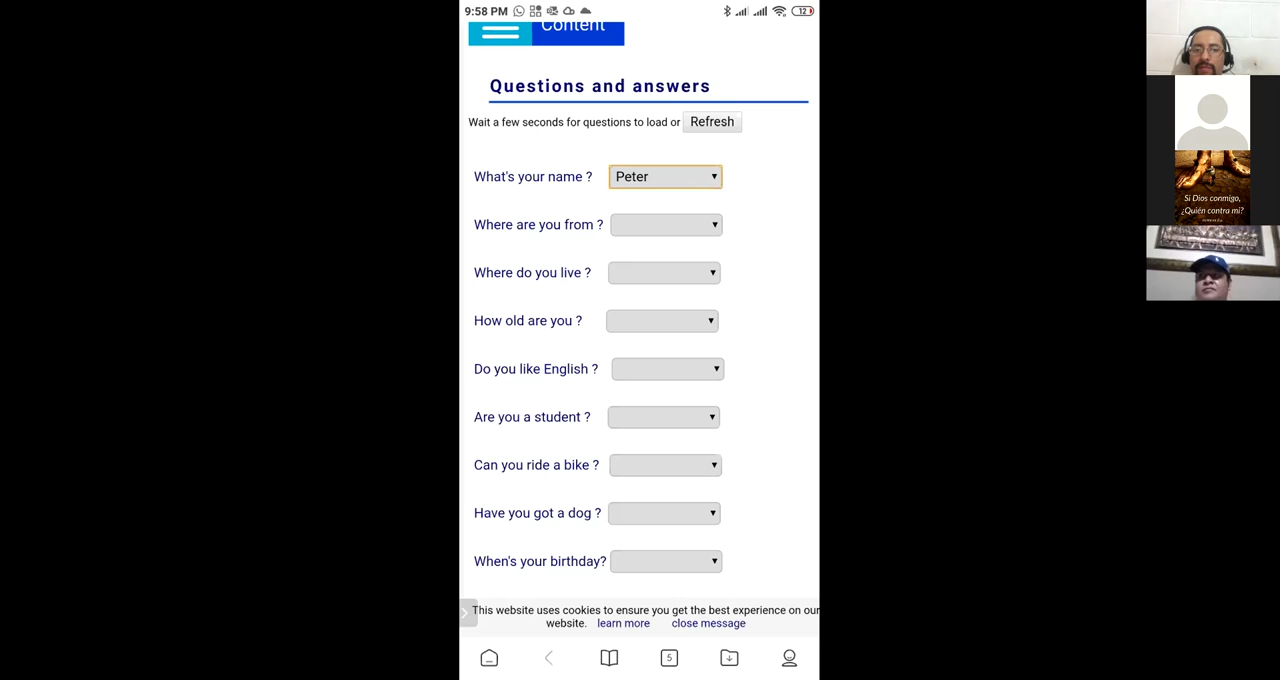 9:58 PM
12
Content
Questions and answers
Wait a few seconds for questions to load or Refresh
What's your name ? Peter
Where are you from ?
Where do you live ?
How old are you ?
Do you like English ?
Are you a student ?
Can you ride a bike ?
Have you got a dog ?
When's your birthday?
This website uses cookies to ensure you get the best experience on our
website. learn more close message
5
Si Dios conmigo,
¿Quién contra mi?